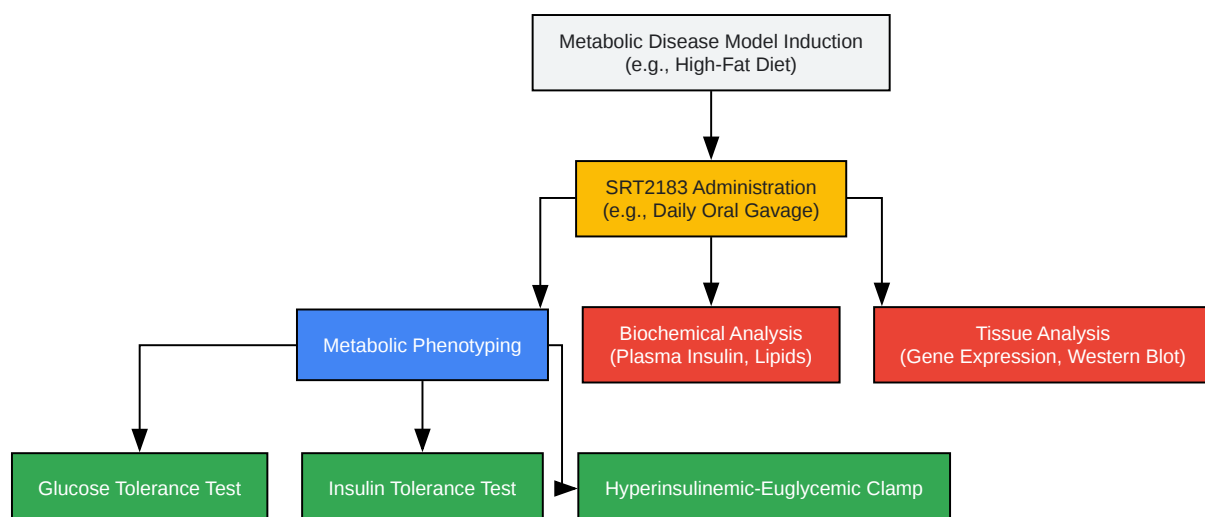 Metabolic Disease Model Induction
(e.g., High-Fat Diet)
SRT2183 Administration
(e.g., Daily Oral Gavage)
Metabolic Phenotyping
Biochemical Analysis
(Plasma Insulin, Lipids)
Tissue Analysis
(Gene Expression, Western Blot)
Glucose Tolerance Test
Insulin Tolerance Test
Hyperinsulinemic-Euglycemic Clamp